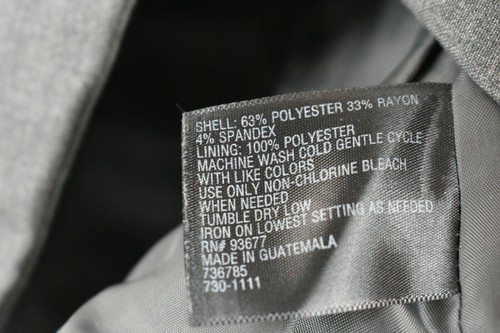 SHELL: 63% POLYESTER 33% RAYON
4% SPANDEX
LINING: 100% POLYESTER
MACHINE WASH COLD GENTLE CYCLE
WITH LIKE COLORS
USE ONLY NON-CHLORINE BLEACH
WHEN NEEDED
TUMBLE DRY LOW
IRON ON LOWEST SETTING AS NEEDED
RN# 93677
MADE IN GUATEMALA
736785
730-1111